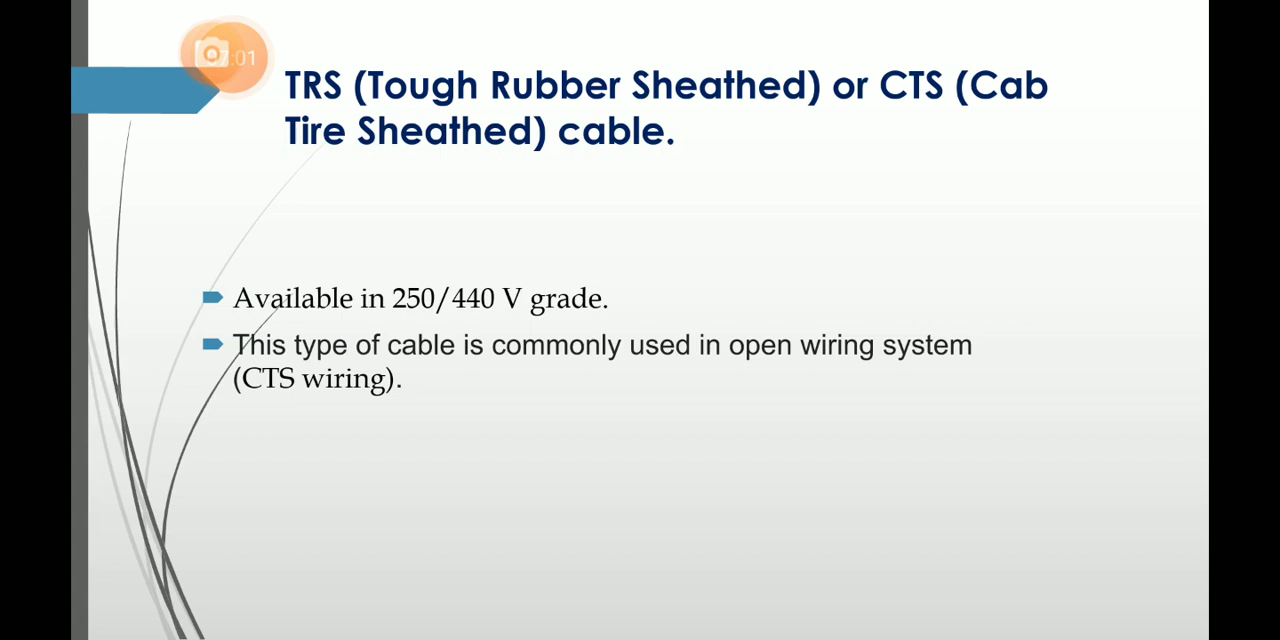 TRS (Tough Rubber Sheathed) or CTS (Cab
Tire Sheathed) cable.
Available in 250/440 V grade.
This type of cable is commonly used in open wiring system
(CTS wiring).